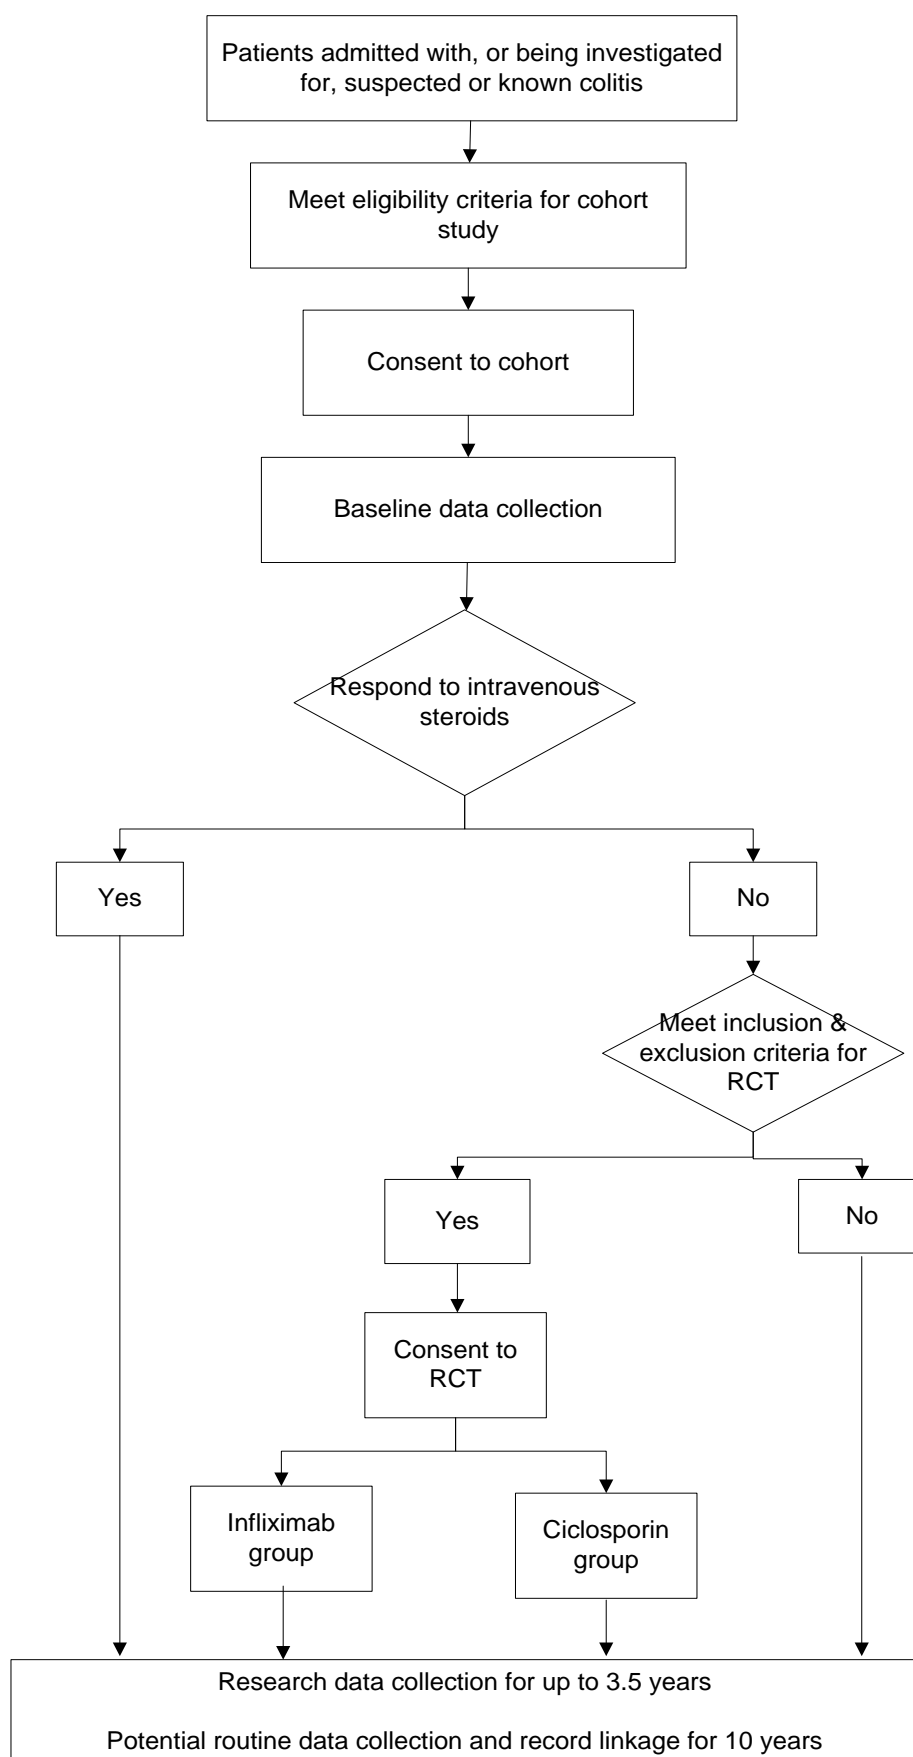 Patients admitted with, or being investigated
for, suspected or known colitis
Meet eligibility criteria for cohort
study
Consent to cohort
Baseline data collection
Respond to intravenous
steroids
Yes
No
Meet inclusion &
exclusion criteria for
RCT
Yes
No
Consent to
RCT
Infliximab
group
Ciclosporin
group
Research data collection for up to 3.5 years
Potential routine data collection and record linkage for 10 years